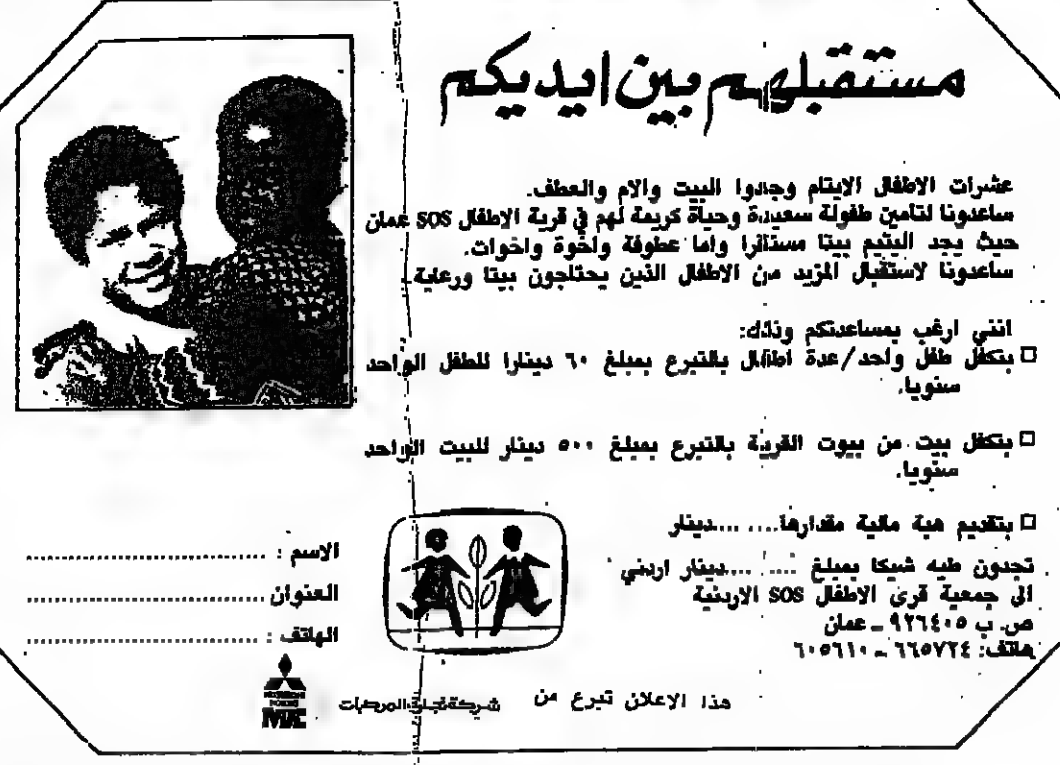 مستقبلهم بين ايديكم
عشرات الاطفال الايتام وجدوا البيت والام والعطف.
ساعدونا لتامين طفولة سعيدة وحياة كريمة لهم في قرية الاطفال SOS عمان
حيث يجد اليتيم بيتا مستقرا واما عطوفة واخوة واخوات.
ساعدونا لاستقبال المزيد من الاطفال الذين يحتاجون بيتا ورعاية.
انني ارغب بمساعدتكم وذلك:
□ بتكفل طفل واحد/عدة اطفال بالتبرع بمبلغ ٦٠ دينارا للطفل الواحد
سنويا.
□ بتكفل بيت من بيوت القرية بالتبرع بمبلغ ٥٠٠ دينار للبيت الواحد
سنويا.
□ بتقديم هبة مالية مقدارها........دينار
تجدون طيه شيكا بمبلغ ........دينار اردني
الى جمعية قرى الاطفال SOS الاردنية
ص. ب ٩٢٦٤٠٥ ـ عمان
هاتف: ٦٦٥٧٢٤ ـ ٦٠٥٦١٠
الاسم : ..............................
العنوان ..............................
الهاتف : ..............................
هذا الاعلان تبرع من شركة تجارة المركبات
MITSUBISHI
MOTORS